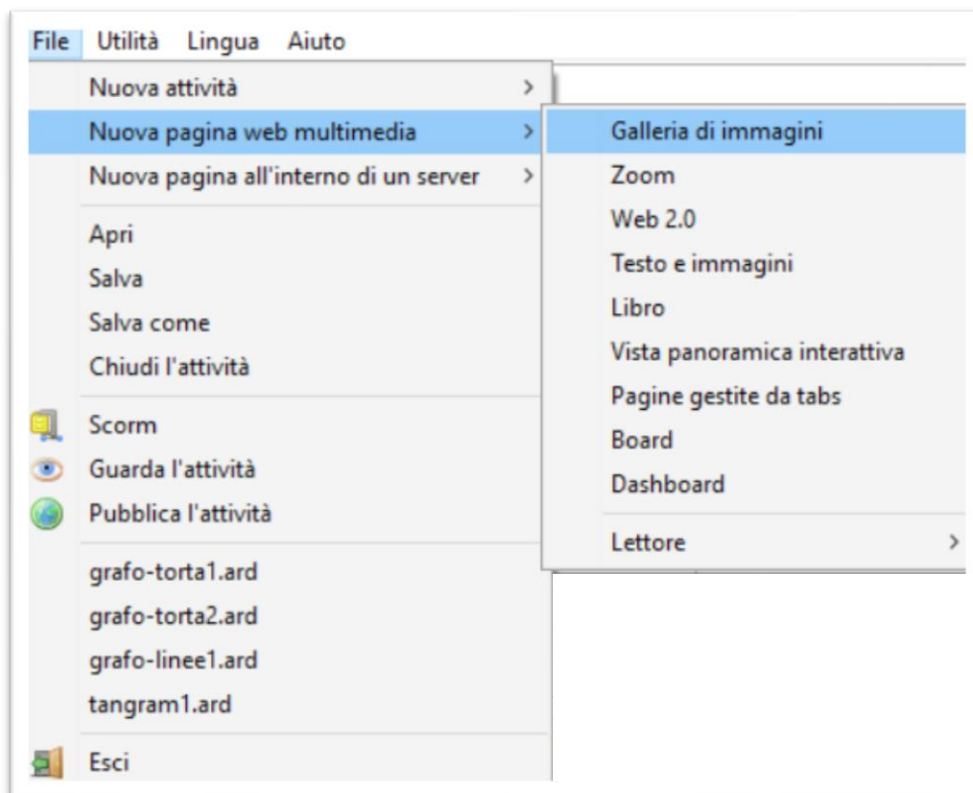 File Utilità Lingua Aiuto
Nuova attività
Nuova pagina web multimedia
Nuova pagina all'interno di un server
Apri
Salva
Salva come
Chiudi l'attività
Scorm
Guarda l'attività
Pubblica l'attività
grafo-torta1.ard
grafo-torta2.ard
grafo-linee1.ard
tangram1.ard
Esci
Galleria di immagini
Zoom
Web 2.0
Testo e immagini
Libro
Vista panoramica interattiva
Pagine gestite da tabs
Board
Dashboard
Lettore